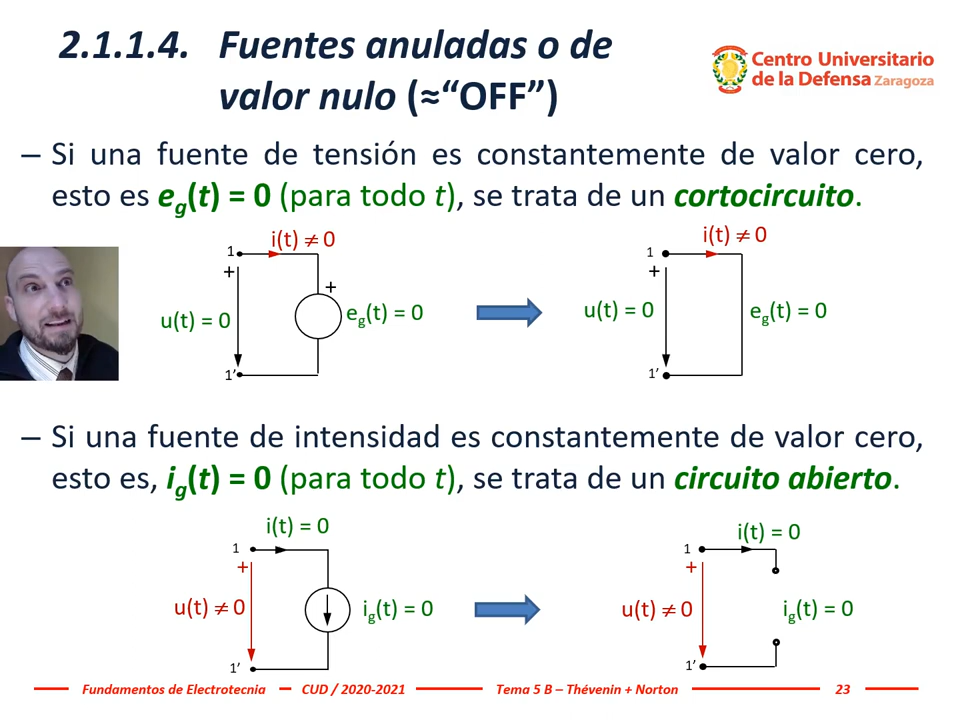 2.1.1.4. Fuentes anuladas o de
valor nulo (≈“OFF”)
Centro Universitario
de la Defensa Zaragoza
– Si una fuente de tensión es constantemente de valor cero,
esto es eg(t) = 0 (para todo t), se trata de un cortocircuito.
i(t) ≠ 0
1
+
+
u(t) = 0
eg(t) = 0
1’
i(t) ≠ 0
1
+
u(t) = 0
eg(t) = 0
1’
– Si una fuente de intensidad es constantemente de valor cero,
esto es, ig(t) = 0 (para todo t), se trata de un circuito abierto.
i(t) = 0
1
+
u(t) ≠ 0
ig(t) = 0
1’
i(t) = 0
1
+
u(t) ≠ 0
ig(t) = 0
1’
Fundamentos de Electrotecnia — CUD / 2020-2021 — Tema 5 B – Thévenin + Norton — 23